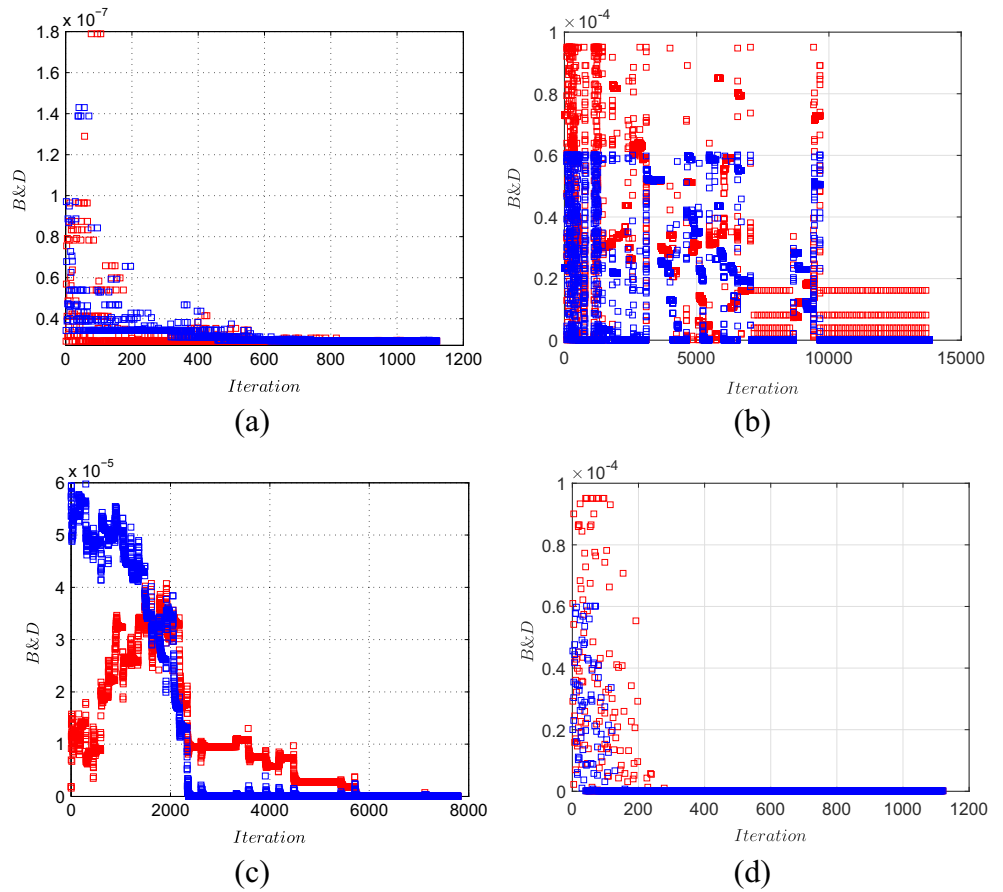 × 10⁻⁷
1.8
1.6
1.4
1.2
1
0.8
0.6
0.4
B&D
0 200 400 600 800 1000 1200
Iteration
(a)
× 10⁻⁴
1
0.8
0.6
0.4
0.2
0
B&D
0 5000 10000 15000
Iteration
(b)
x 10⁻⁵
6
5
4
3
2
1
0
B&D
0 2000 4000 6000 8000
Iteration
(c)
× 10⁻⁴
1
0.8
0.6
0.4
0.2
0
B&D
0 200 400 600 800 1000 1200
Iteration
(d)